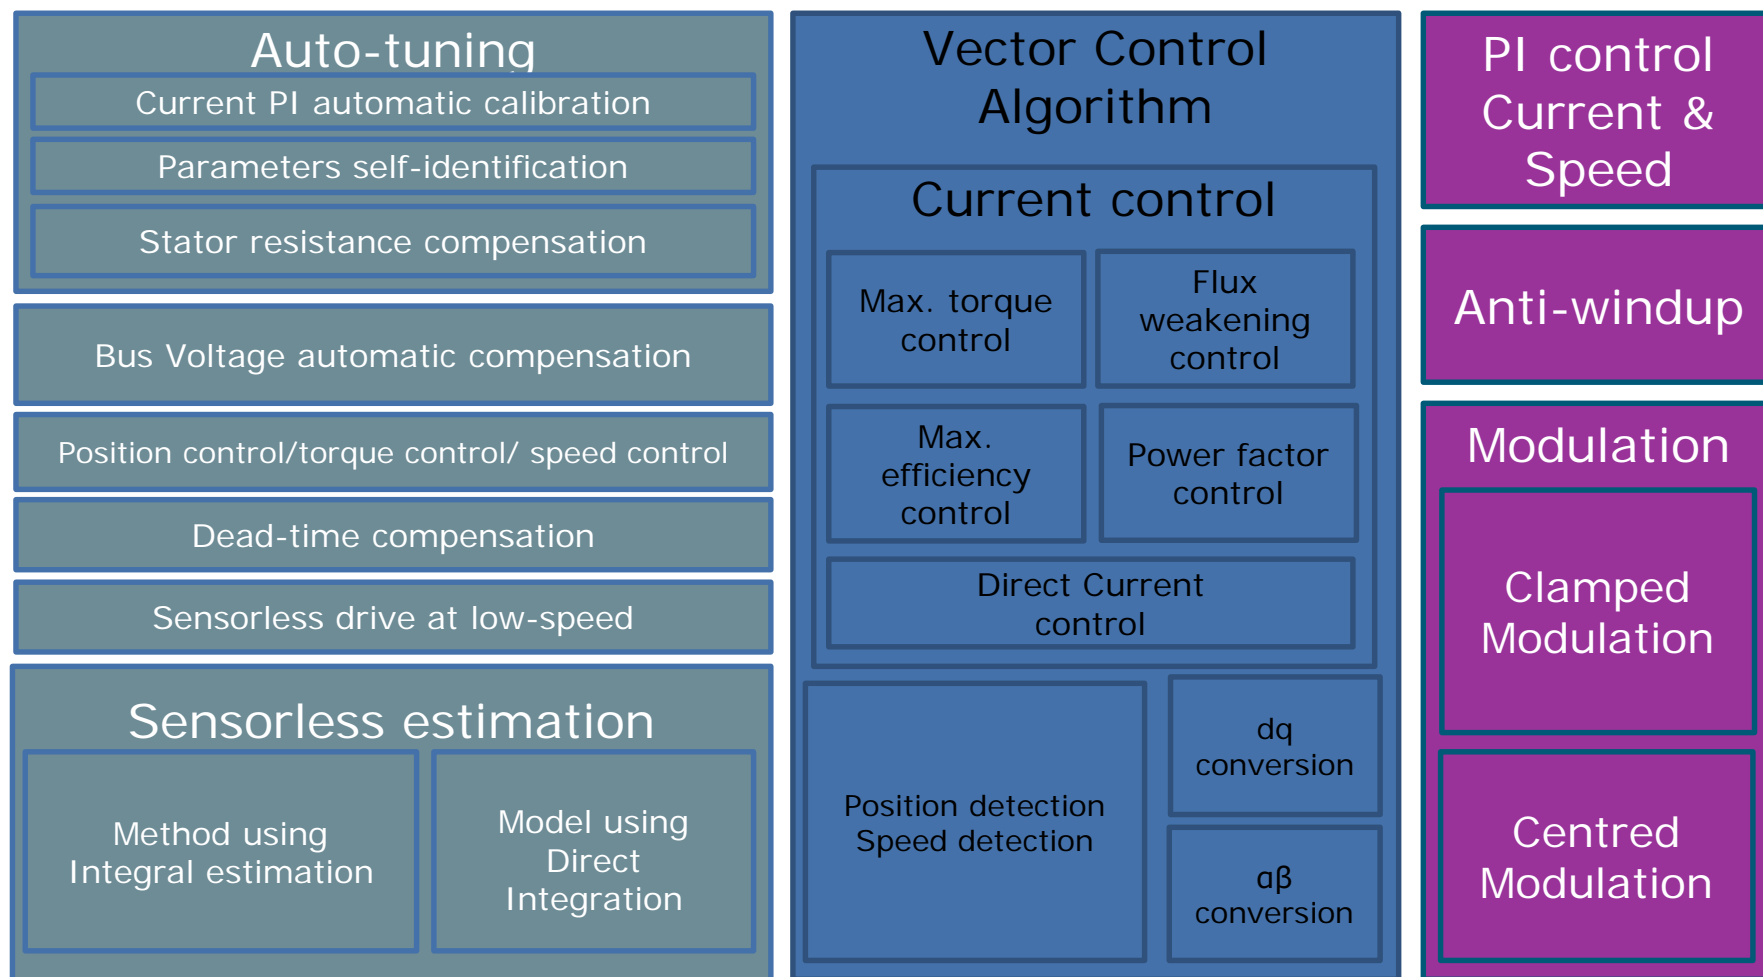 Auto-tuning
Current PI automatic calibration
Parameters self-identification
Stator resistance compensation
Bus Voltage automatic compensation
Position control/torque control/ speed control
Dead-time compensation
Sensorless drive at low-speed
Sensorless estimation
Method using
Integral estimation
Model using
Direct
Integration
Vector Control
Algorithm
Current control
Max. torque
control
Flux
weakening
control
Max.
efficiency
control
Power factor
control
Direct Current
control
Position detection
Speed detection
dq
conversion
αβ
conversion
PI control
Current &
Speed
Anti-windup
Modulation
Clamped
Modulation
Centred
Modulation